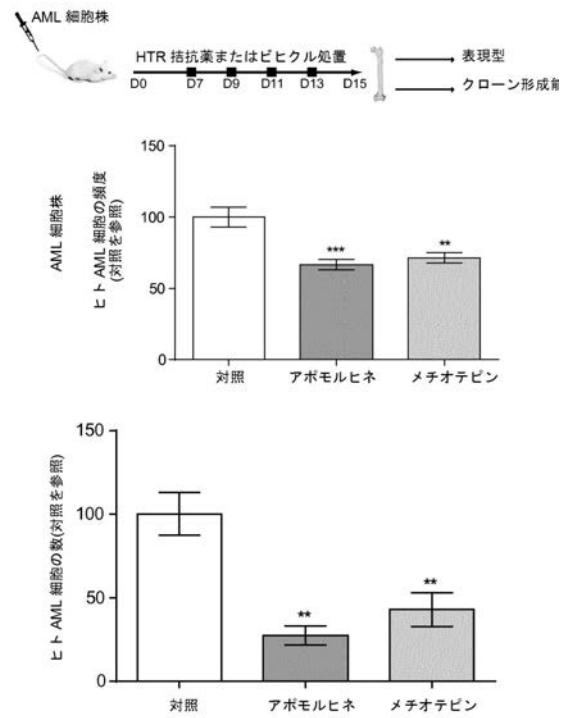 AML 細胞株
HTR 拮抗薬またはビヒクル処置
D0 D7 D9 D11 D13 D15
表現型
クローン形成能
AML 細胞株
ヒト AML 細胞の頻度
(対照を参照)
150
100
50
0
***
**
対照 アポモルヒネ メチオテピン
ヒト AML 細胞の数(対照を参照)
150
100
50
0
**
**
対照 アポモルヒネ メチオテピン